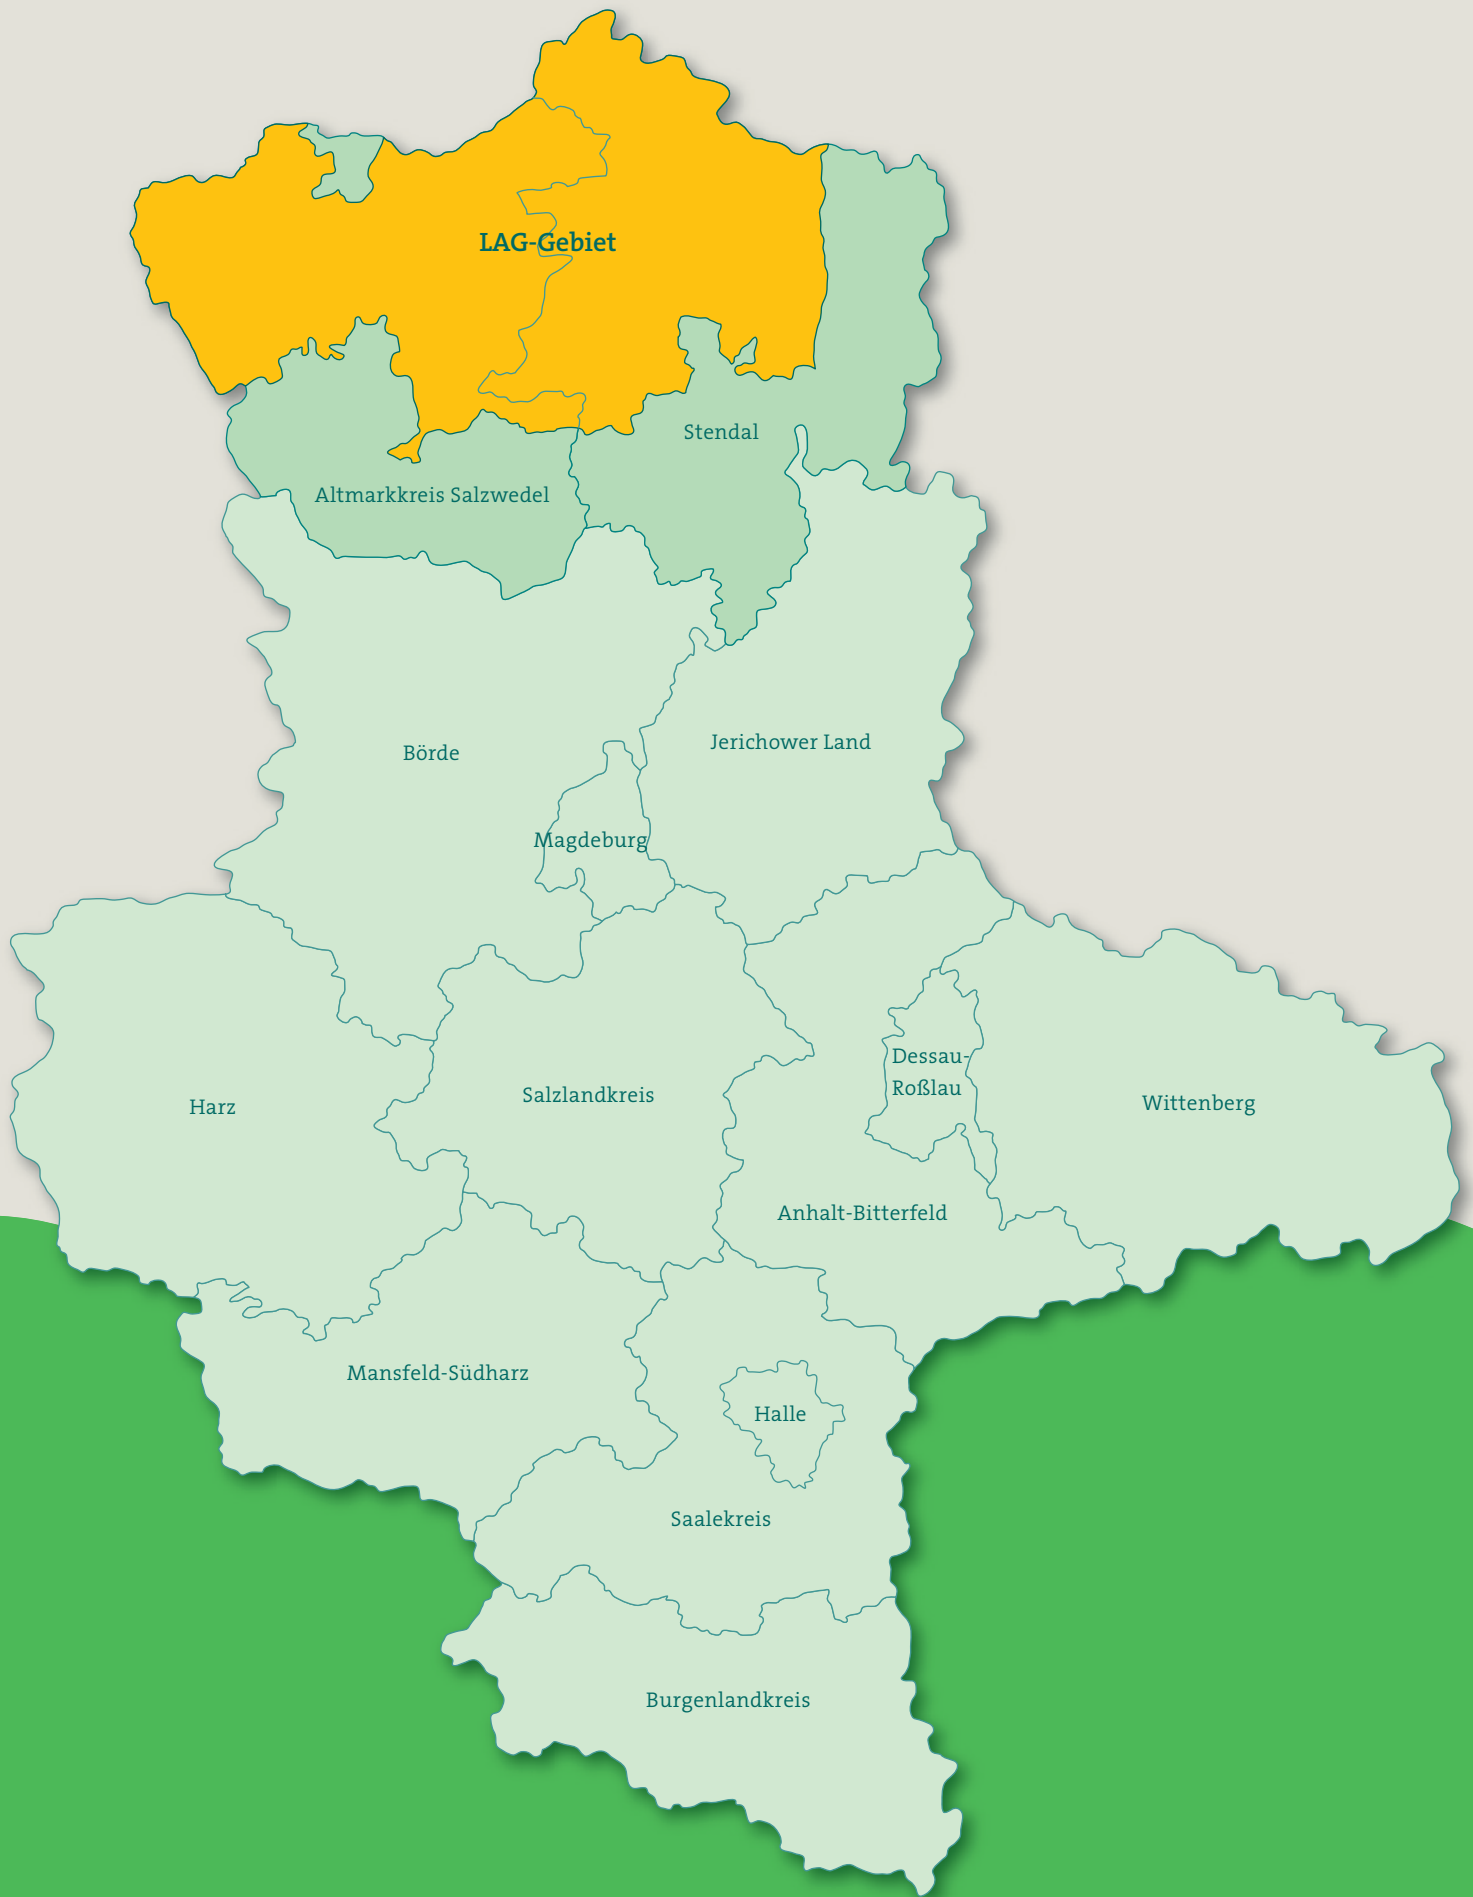 LAG-Gebiet
Stendal
Altmarkkreis Salzwedel
Jerichower Land
Börde
Magdeburg
Dessau-
Roßlau
Salzlandkreis
Wittenberg
Harz
Anhalt-Bitterfeld
Mansfeld-Südharz
Halle
Saalekreis
Burgenlandkreis